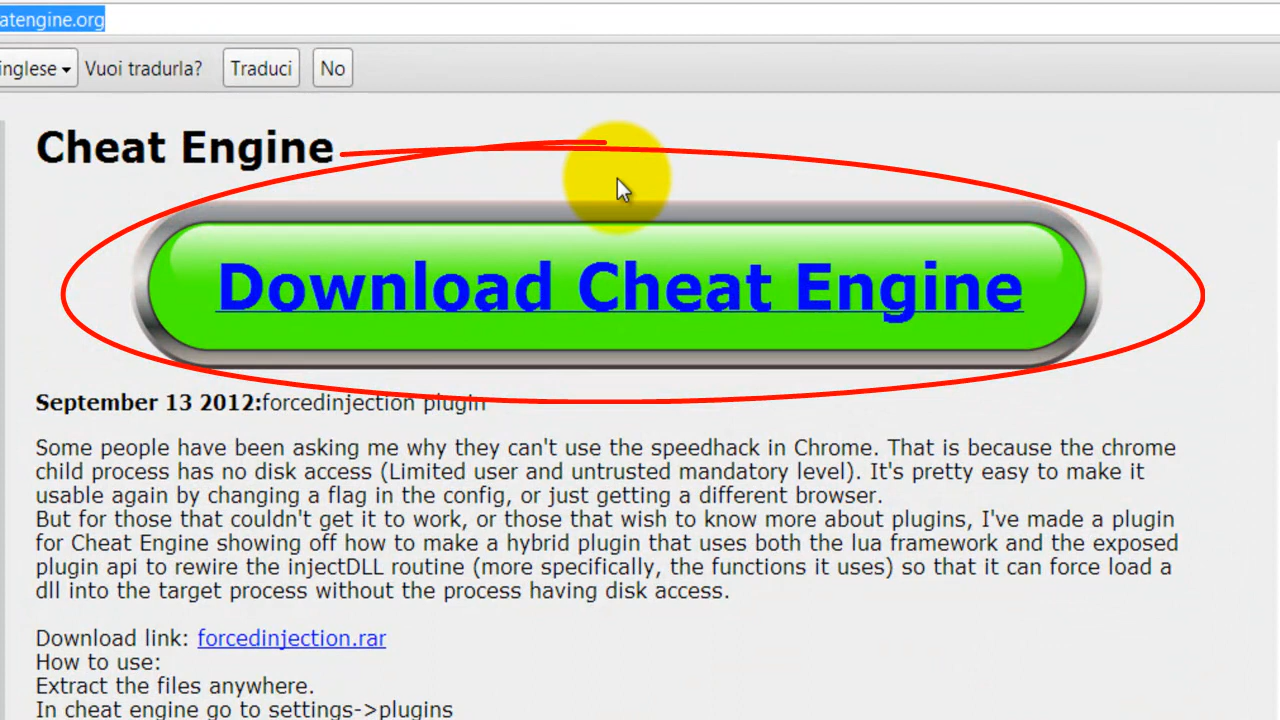 atengine.org
inglese Vuoi tradurla? Traduci No
Cheat Engine
Download Cheat Engine
September 13 2012:forcedinjection plugin
Some people have been asking me why they can't use the speedhack in Chrome. That is because the chrome
child process has no disk access (Limited user and untrusted mandatory level). It's pretty easy to make it
usable again by changing a flag in the config, or just getting a different browser.
But for those that couldn't get it to work, or those that wish to know more about plugins, I've made a plugin
for Cheat Engine showing off how to make a hybrid plugin that uses both the lua framework and the exposed
plugin api to rewire the injectDLL routine (more specifically, the functions it uses) so that it can force load a
dll into the target process without the process having disk access.
Download link: forcedinjection.rar
How to use:
Extract the files anywhere.
In cheat engine go to settings->plugins